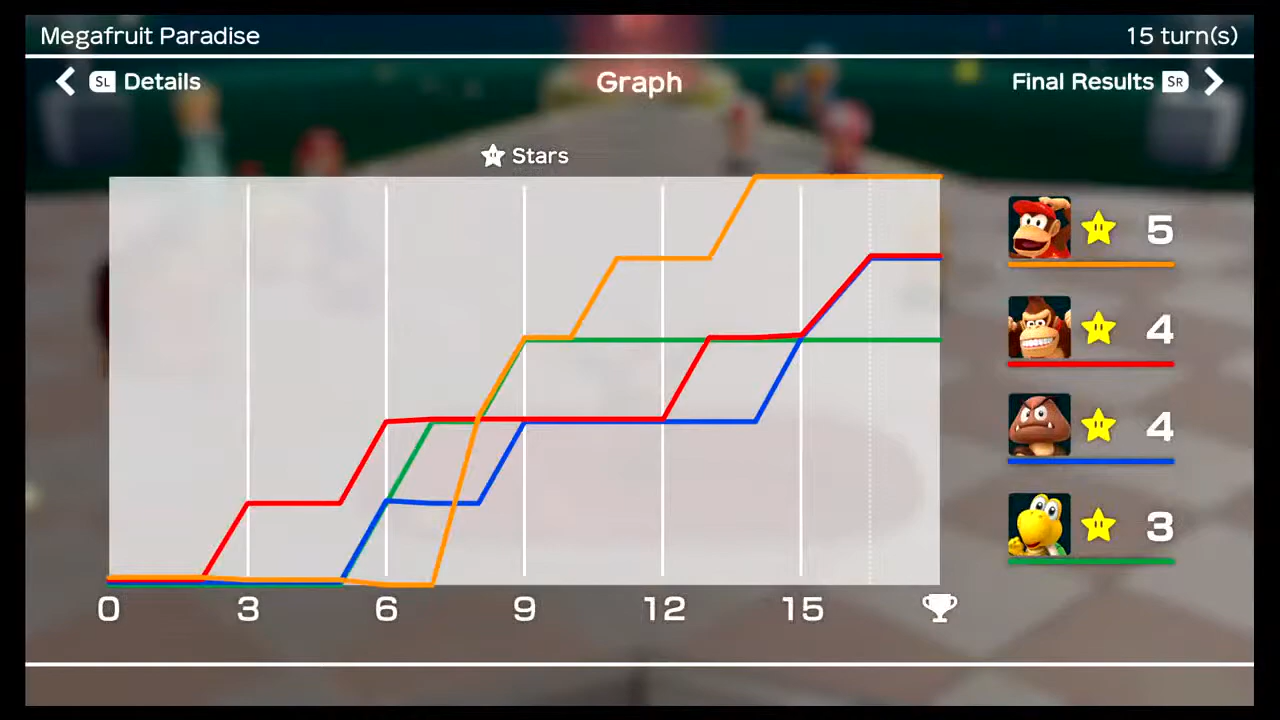 Megafruit Paradise 15 turn(s)
SL Details Graph Final Results SR
Stars
5
4
4
3
0 3 6 9 12 15